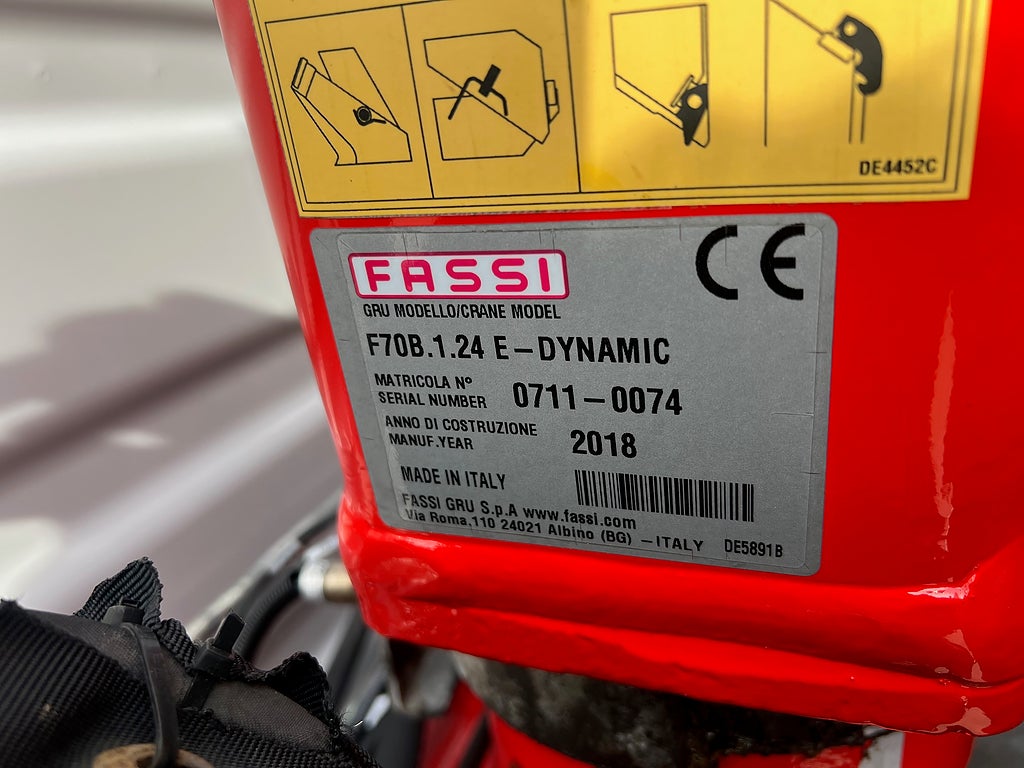 DE4452C
FASSI
CE
GRU MODELLO/CRANE MODEL
F70B.1.24 E–DYNAMIC
MATRICOLA N°
SERIAL NUMBER 0711–0074
ANNO DI COSTRUZIONE
MANUF.YEAR 2018
MADE IN ITALY
FASSI GRU S.p.A www.fassi.com
Via Roma,110 24021 Albino (BG) –ITALY DE5891B